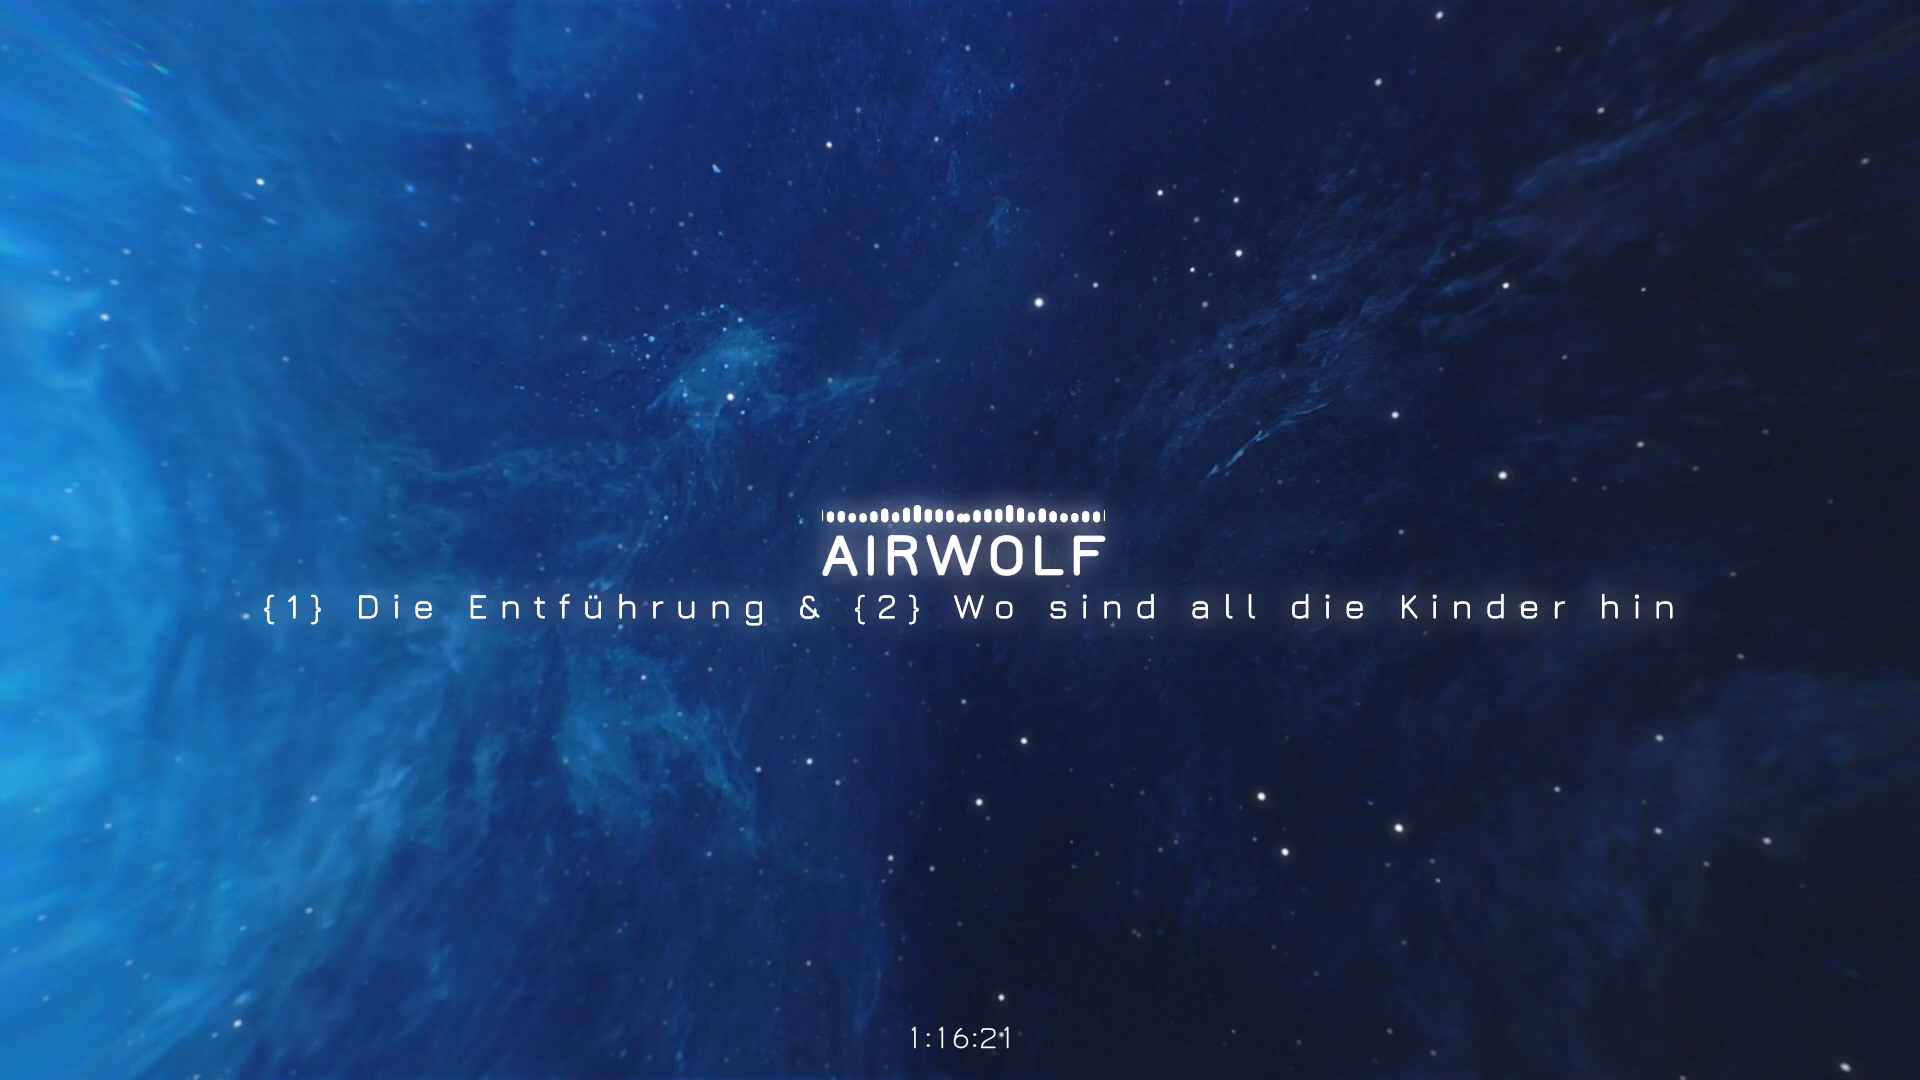 AIRWOLF
{1} Die Entführung & {2} Wo sind all die Kinder hin
1:16:21